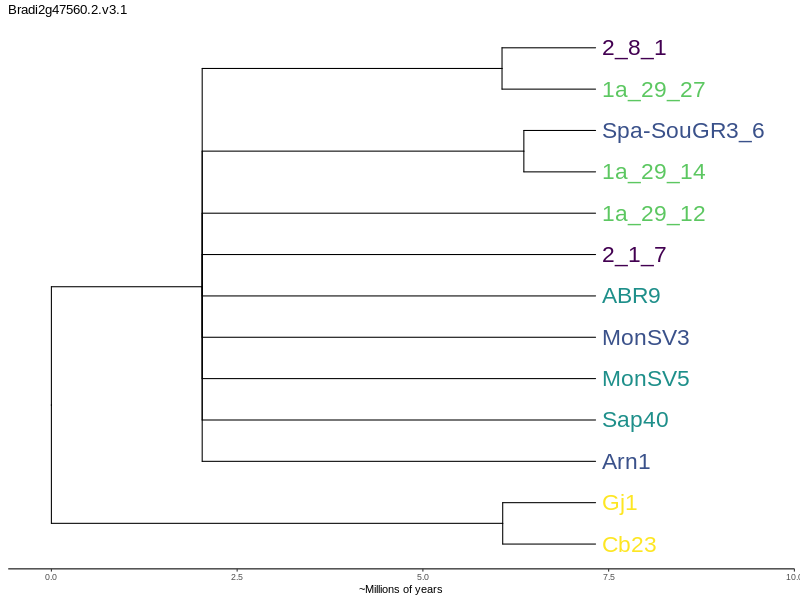 Bradi2g47560.2.v3.1
2_8_1
1a_29_27
Spa-SouGR3_6
1a_29_14
1a_29_12
2_1_7
ABR9
MonSV3
MonSV5
Sap40
Arn1
Gj1
Cb23
0.0 2.5 5.0 7.5 10.0
~Millions of years